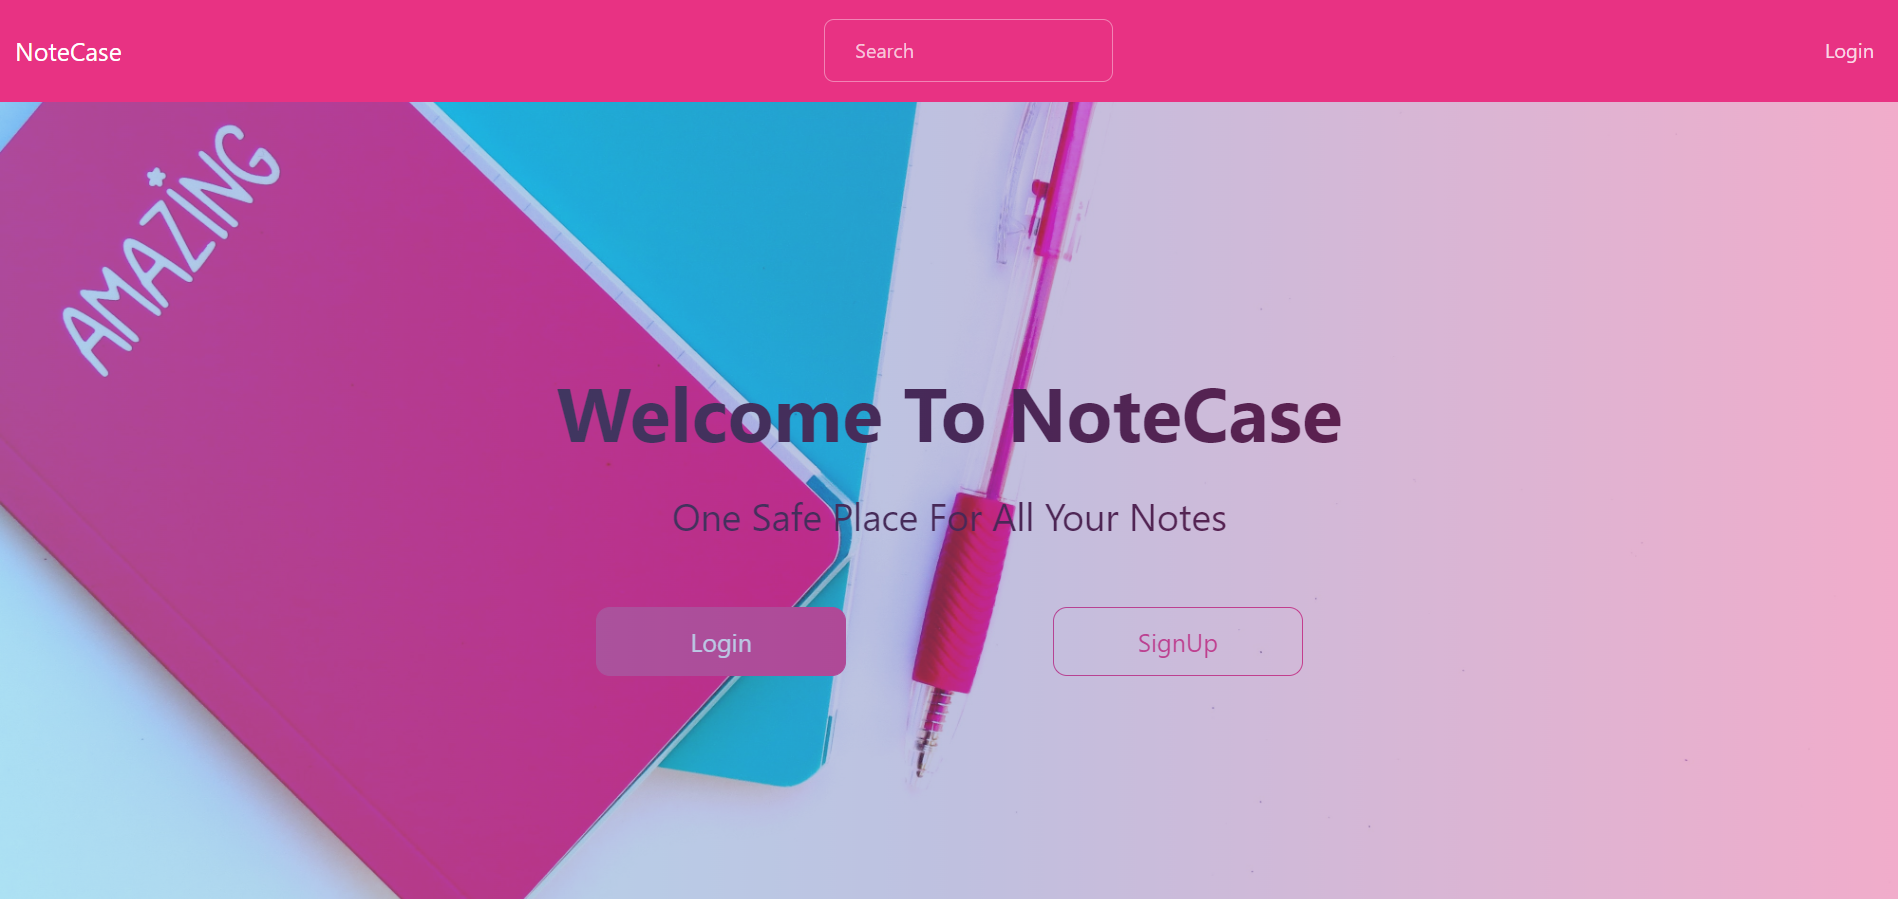 NoteCase
Search
Login
AMAZING
Welcome To NoteCase
One Safe Place For All Your Notes
Login
SignUp